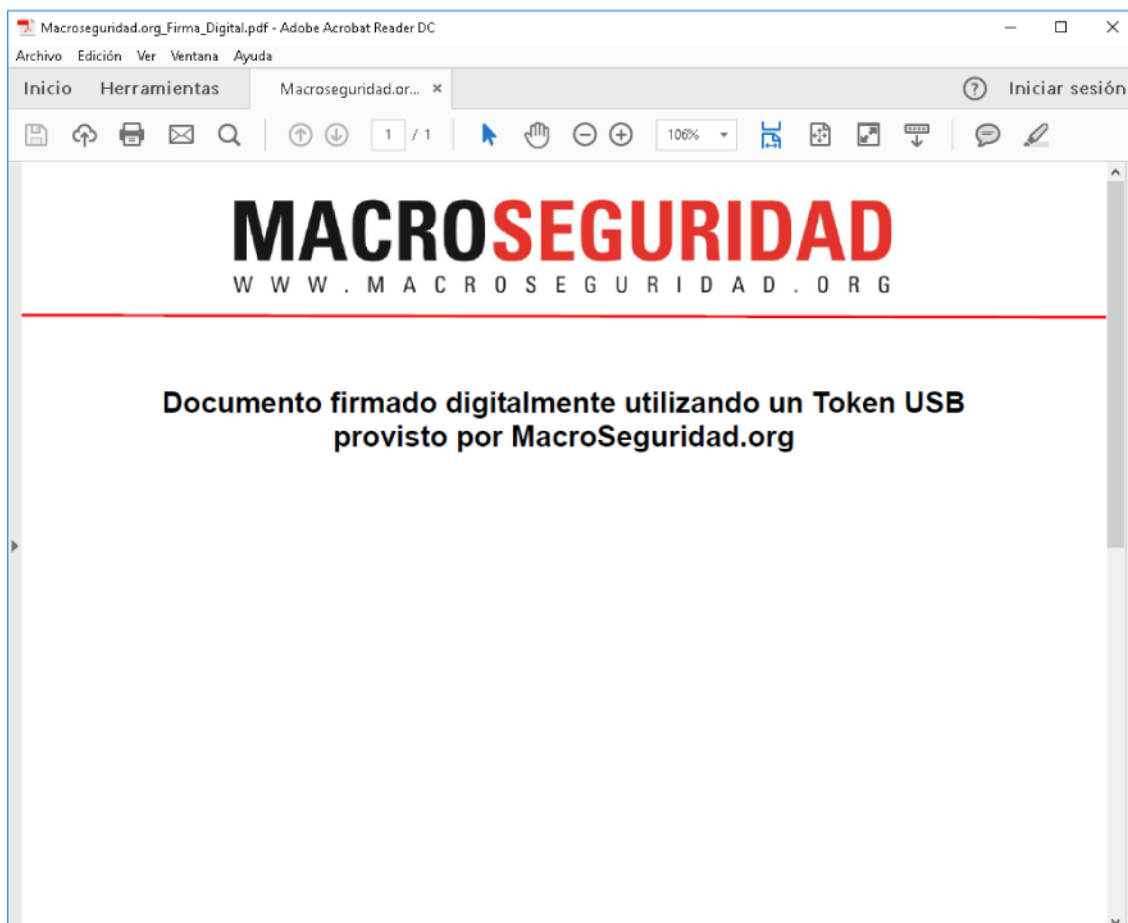 Macroseguridad.org_Firma_Digital.pdf - Adobe Acrobat Reader DC
Archivo Edición Ver Ventana Ayuda
Inicio Herramientas Macroseguridad.or... × ? Iniciar sesión
1 / 1 106%
MACROSEGURIDAD
WWW.MACROSEGURIDAD.ORG
Documento firmado digitalmente utilizando un Token USB
provisto por MacroSeguridad.org